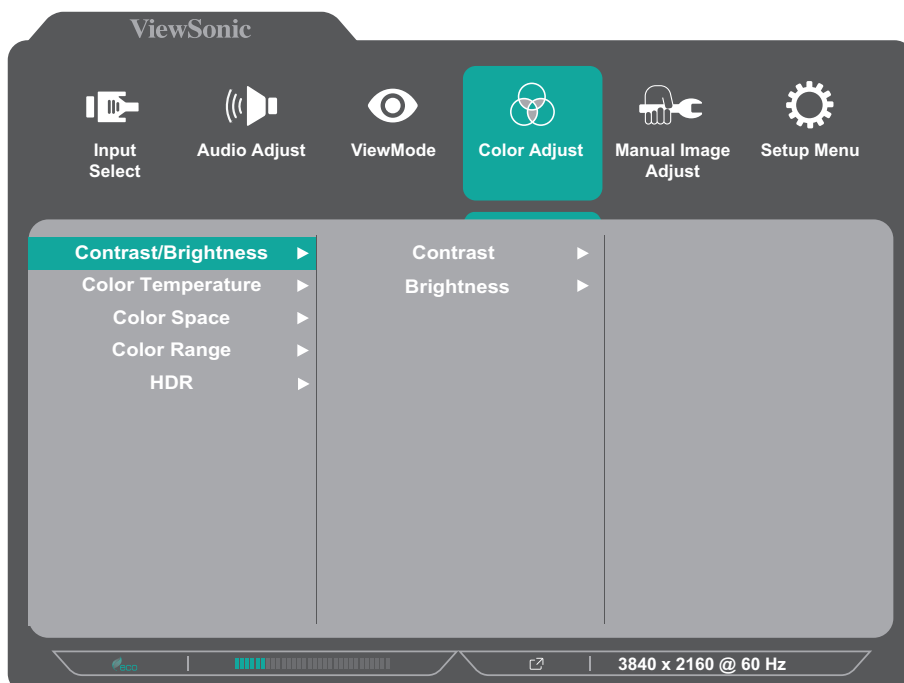 ViewSonic
Input
Select
Audio Adjust
ViewMode
Color Adjust
Manual Image
Adjust
Setup Menu
Contrast/Brightness
Color Temperature
Color Space
Color Range
HDR
Contrast
Brightness
eco
3840 x 2160 @ 60 Hz